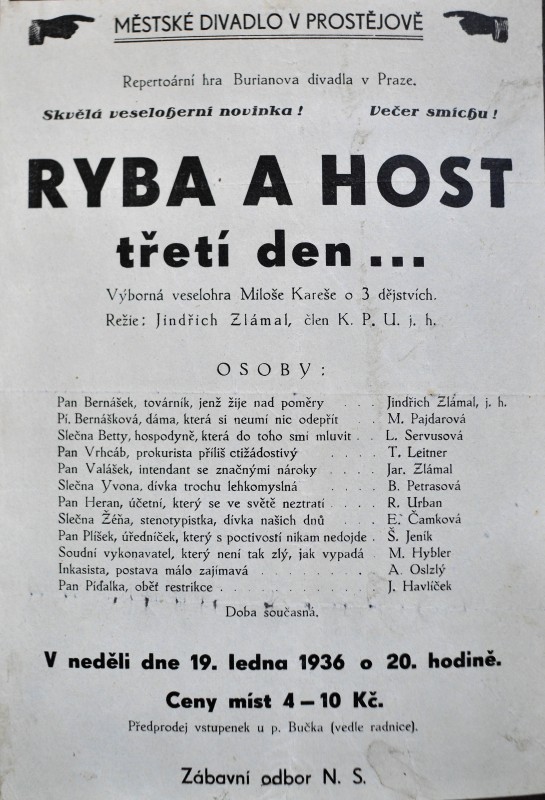 MĚSTSKÉ DIVADLO V PROSTĚJOVĚ
Repertoární hra Burianova divadla v Praze.
Skvělá veseloherní novinka! Večer smíchu!
RYBA A HOST
třetí den ...
Výborná veselohra Miloše Kareše o 3 dějstvích.
Režie: Jindřich Zlámal, člen K. P. U. j. h.
OSOBY:
Pan Bernášek, továrník, jenž žije nad poměry . . . Jindřich Zlámal, j. h.
Pí. Bernášková, dáma, která si neumí nic odepřít . . M. Pajdarová
Slečna Betty, hospodyně, která do toho smí mluvit . . L. Servusová
Pan Vrhcáb, prokurista příliš ctižádostivý . . . . T. Leitner
Pan Valášek, intendant se značnými nároky . . . . Jar. Zlámal
Slečna Yvona, dívka trochu lehkomyslná . . . . . B. Petrasová
Pan Heran, účetní, který se ve světě neztratí . . . R. Urban
Slečna Žéňa, stenotypistka, dívka našich dnů . . . E. Čamková
Pan Plíšek, úředníček, který s poctivostí nikam nedojde . Š. Jeník
Soudní vykonavatel, který není tak zlý, jak vypadá . M. Hybler
Inkasista, postava málo zajímavá . . . . . . . A. Oslzlý
Pan Píďalka, oběť restrikce . . . . . . . . . J. Havlíček
Doba současná.
V neděli dne 19. ledna 1936 o 20. hodině.
Ceny míst 4–10 Kč.
Předprodej vstupenek u p. Bučka (vedle radnice).
Zábavní odbor N. S.